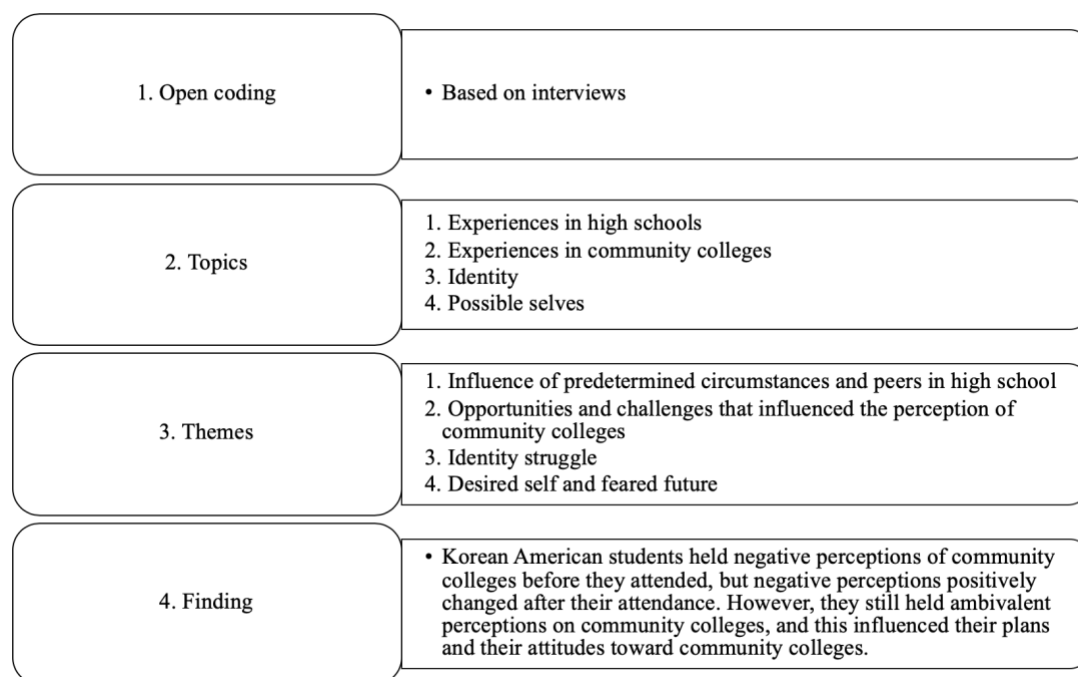 1. Open coding
• Based on interviews
2. Topics
1. Experiences in high schools
2. Experiences in community colleges
3. Identity
4. Possible selves
3. Themes
1. Influence of predetermined circumstances and peers in high school
2. Opportunities and challenges that influenced the perception of
community colleges
3. Identity struggle
4. Desired self and feared future
4. Finding
• Korean American students held negative perceptions of community
colleges before they attended, but negative perceptions positively
changed after their attendance. However, they still held ambivalent
perceptions on community colleges, and this influenced their plans
and their attitudes toward community colleges.